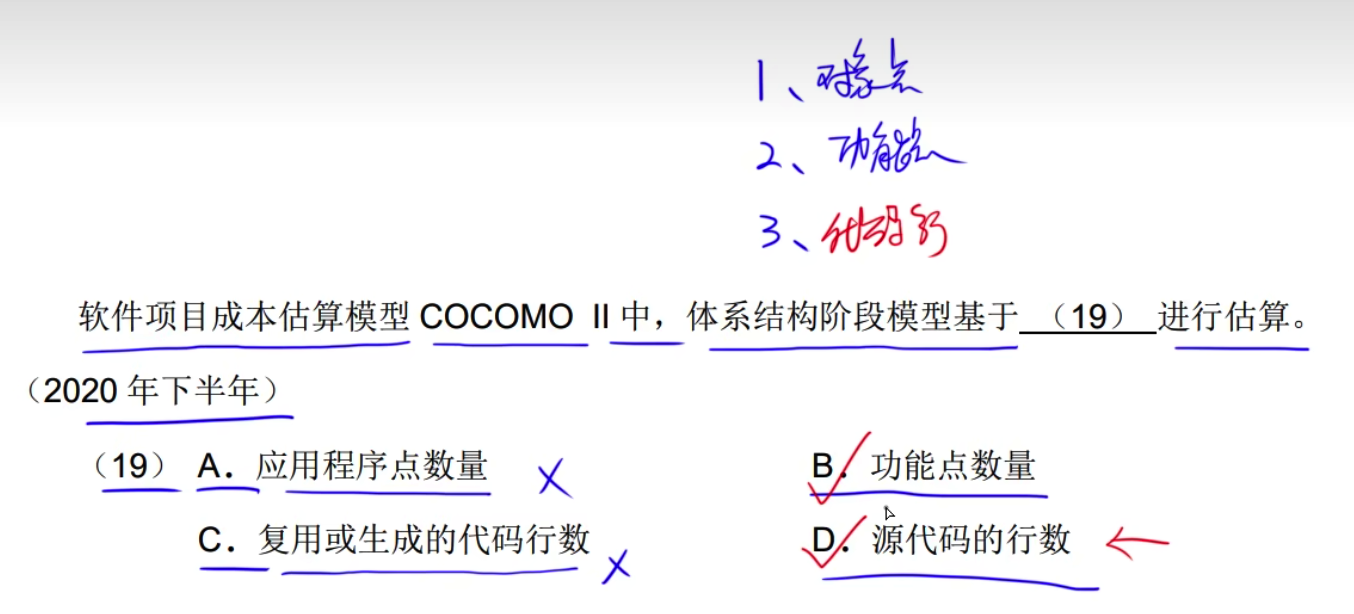 1、对象点
2、功能点
3、代码行
软件项目成本估算模型 COCOMO II 中，体系结构阶段模型基于 （19） 进行估算。
（2020 年下半年）
（19） A．应用程序点数量 B．功能点数量
C．复用或生成的代码行数 D．源代码的行数